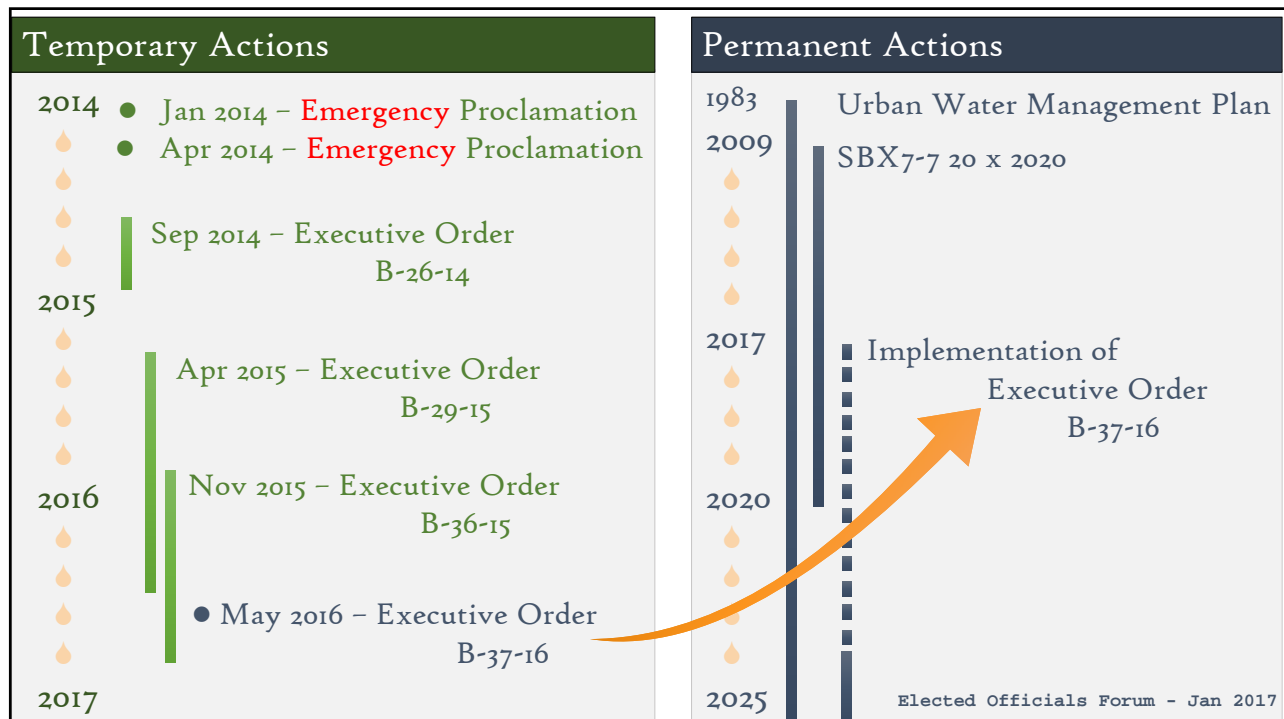 Temporary Actions
2014
• Jan 2014 – Emergency Proclamation
• Apr 2014 – Emergency Proclamation
Sep 2014 – Executive Order
B-26-14
2015
Apr 2015 – Executive Order
B-29-15
2016
Nov 2015 – Executive Order
B-36-15
• May 2016 – Executive Order
B-37-16
2017
Permanent Actions
1983
Urban Water Management Plan
2009
SBX7-7 20 x 2020
2017
Implementation of
Executive Order
B-37-16
2020
2025
Elected Officials Forum - Jan 2017